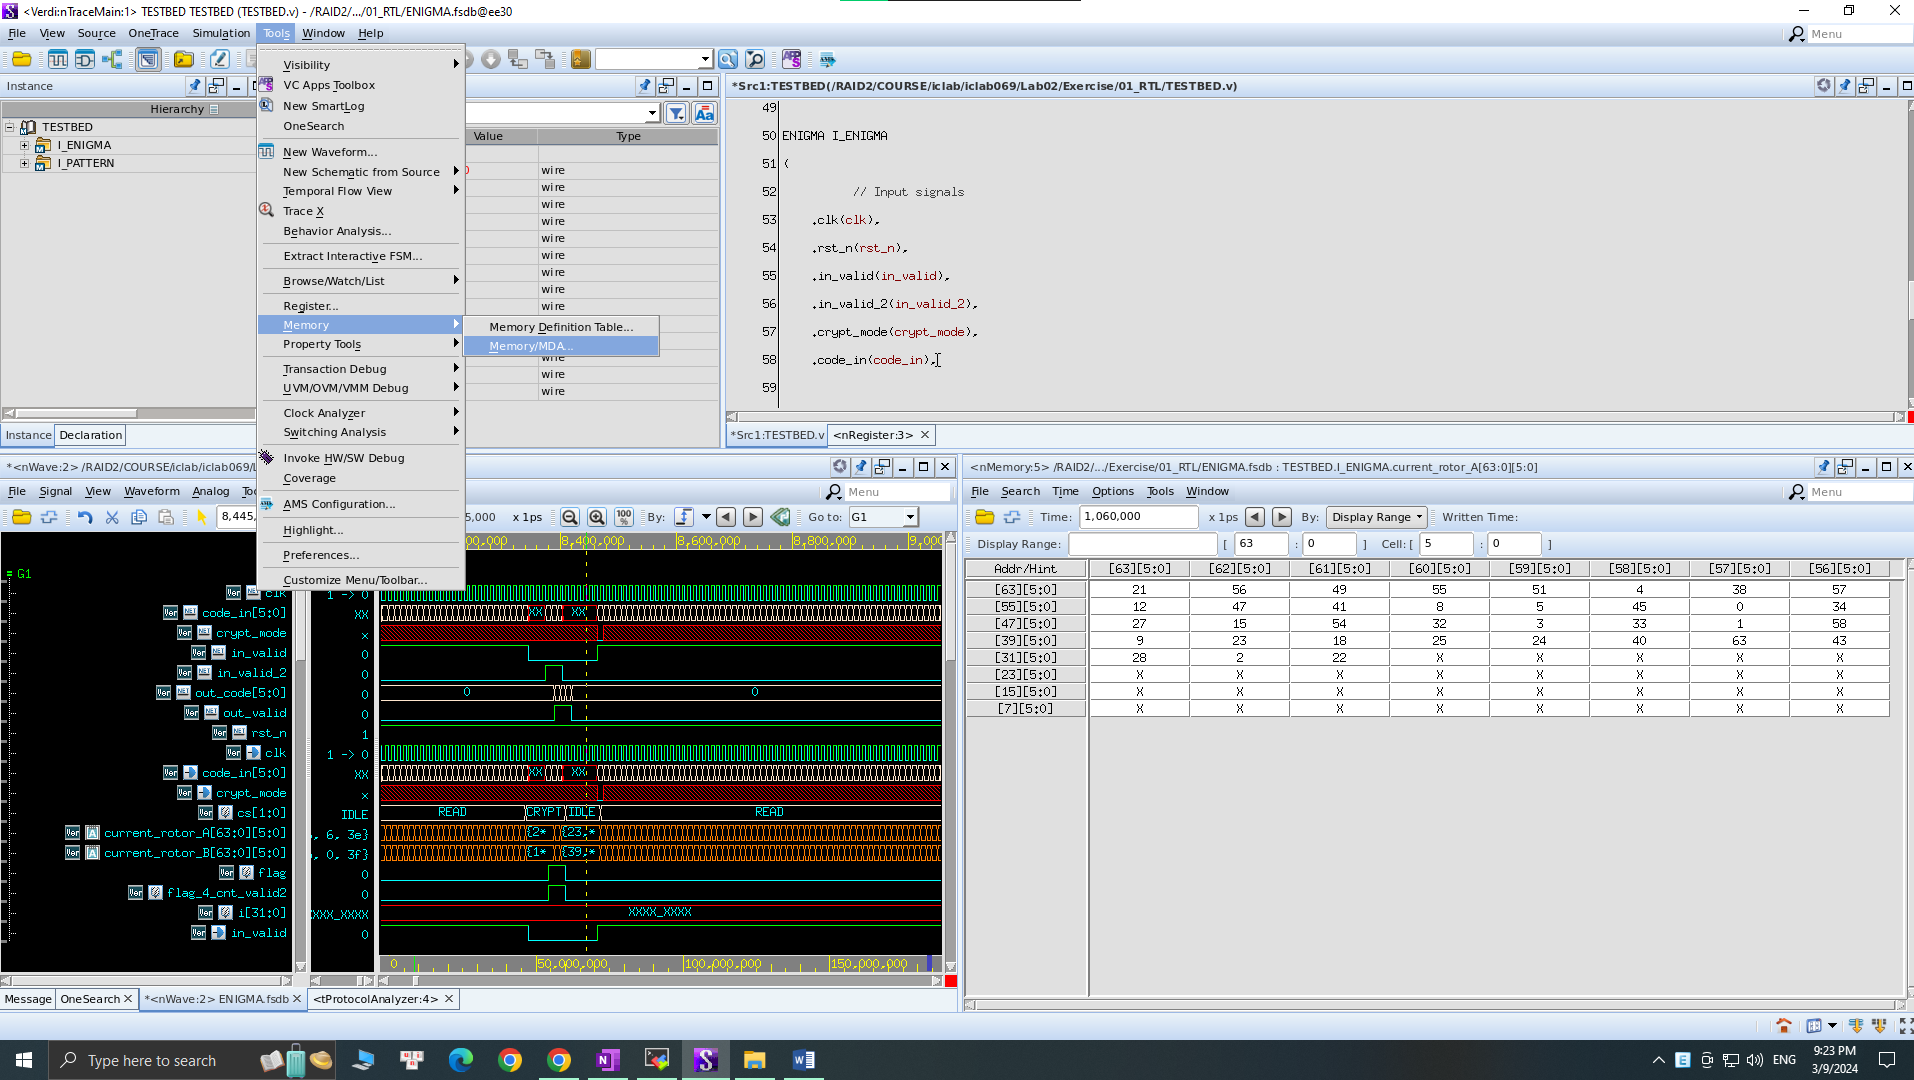 <Verdi:nTraceMain:1> TESTBED TESTBED (TESTBED.v) - /RAID2/.../01_RTL/ENIGMA.fsdb@ee30
File View Source OneTrace Simulation Tools Window Help
Menu
Instance
Hierarchy
TESTBED
I_ENIGMA
I_PATTERN
Instance Declaration
Visibility
VC Apps Toolbox
New SmartLog
OneSearch
New Waveform...
New Schematic from Source
Temporal Flow View
Trace X
Behavior Analysis...
Extract Interactive FSM...
Browse/Watch/List
Register...
Memory
Property Tools
Transaction Debug
UVM/OVM/VMM Debug
Clock Analyzer
Switching Analysis
Invoke HW/SW Debug
Coverage
AMS Configuration...
Highlight...
Preferences...
Customize Menu/Toolbar...
Memory Definition Table...
Memory/MDA...
Value Type
wire
wire
wire
wire
wire
wire
wire
wire
wire
wire
wire
wire
*Src1:TESTBED(/RAID2/COURSE/iclab/iclab069/Lab02/Exercise/01_RTL/TESTBED.v)
49
50 ENIGMA I_ENIGMA
51 (
52 // Input signals
53 .clk(clk),
54 .rst_n(rst_n),
55 .in_valid(in_valid),
56 .in_valid_2(in_valid_2),
57 .crypt_mode(crypt_mode),
58 .code_in(code_in),
59
*Src1:TESTBED.v <nRegister:3>
*<nWave:2> /RAID2/COURSE/iclab/iclab069/
File Signal View Waveform Analog
Menu
8,445, x 1ps 100% By: Go to: G1
8,400,000 8,600,000 8,800,000
G1
clk 1 -> 0
code_in[5:0] XX
crypt_mode x
in_valid 0
in_valid_2 0
out_code[5:0] 0 0 0
out_valid 0
rst_n 1
clk 1 -> 0
code_in[5:0] XX
crypt_mode x
cs[1:0] IDLE READ CRYPT IDLE READ
current_rotor_A[63:0][5:0] , 6, 3e} {2* {23,*
current_rotor_B[63:0][5:0] , 0, 3f} {1* {39,*
flag 0
flag_4_cnt_valid2 0
i[31:0] XXXX_XXXX XXXX_XXXX
in_valid 0
0 50,000,000 100,000,000 150,000,000
Message OneSearch *<nWave:2> ENIGMA.fsdb <tProtocolAnalyzer:4>
<nMemory:5> /RAID2/.../Exercise/01_RTL/ENIGMA.fsdb : TESTBED.I_ENIGMA.current_rotor_A[63:0][5:0]
File Search Time Options Tools Window
Menu
Time: 1,060,000 x 1ps By: Display Range Written Time:
Display Range: [ 63 : 0 ] Cell: [ 5 : 0 ]
Addr/Hint [63][5:0] [62][5:0] [61][5:0] [60][5:0] [59][5:0] [58][5:0] [57][5:0] [56][5:0]
[63][5:0] 21 56 49 55 51 4 38 57
[55][5:0] 12 47 41 8 5 45 0 34
[47][5:0] 27 15 54 32 3 33 1 58
[39][5:0] 9 23 18 25 24 40 63 43
[31][5:0] 28 2 22 X X X X X
[23][5:0] X X X X X X X X
[15][5:0] X X X X X X X X
[7][5:0] X X X X X X X X
Type here to search
ENG
9:23 PM
3/9/2024